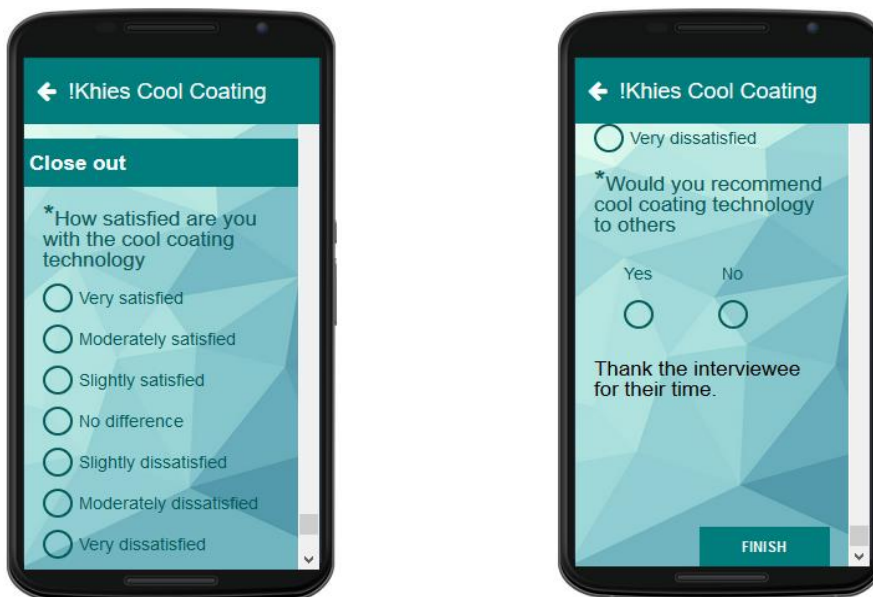 !Khies Cool Coating
Close out
*How satisfied are you
with the cool coating
technology
Very satisfied
Moderately satisfied
Slightly satisfied
No difference
Slightly dissatisfied
Moderately dissatisfied
Very dissatisfied
!Khies Cool Coating
Very dissatisfied
*Would you recommend
cool coating technology
to others
Yes No
Thank the interviewee
for their time.
FINISH